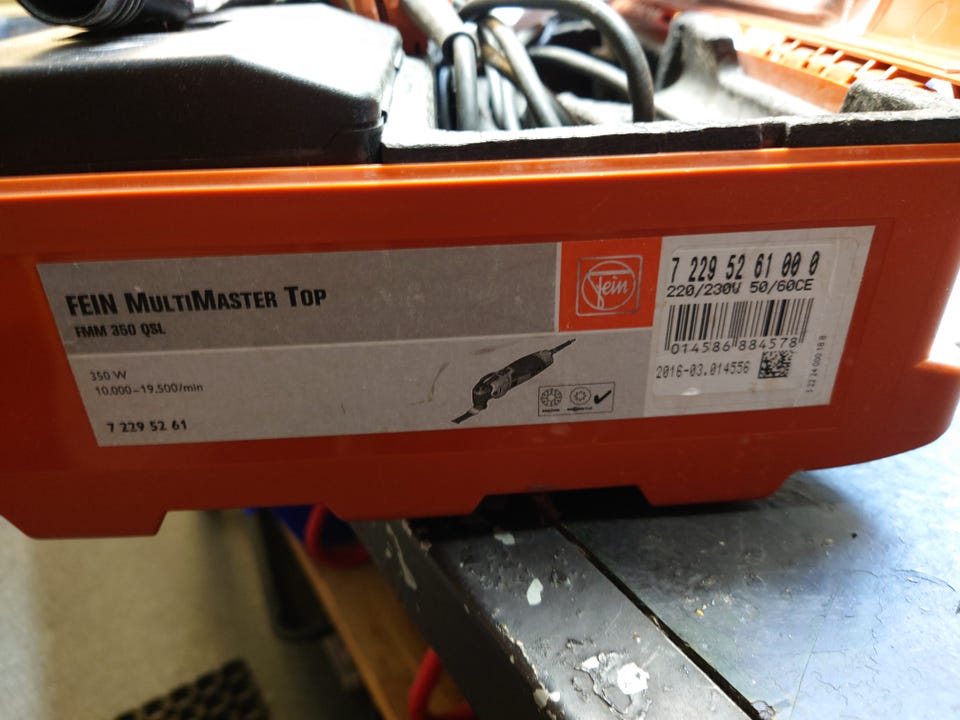 FEIN MULTIMASTER TOP
FMM 350 QSL
350 W
10,000–19,500/min
7 229 52 61
Fein
7 229 52 61 00 0
220/230V 50/60CE
014586 884578
2016-03.014556